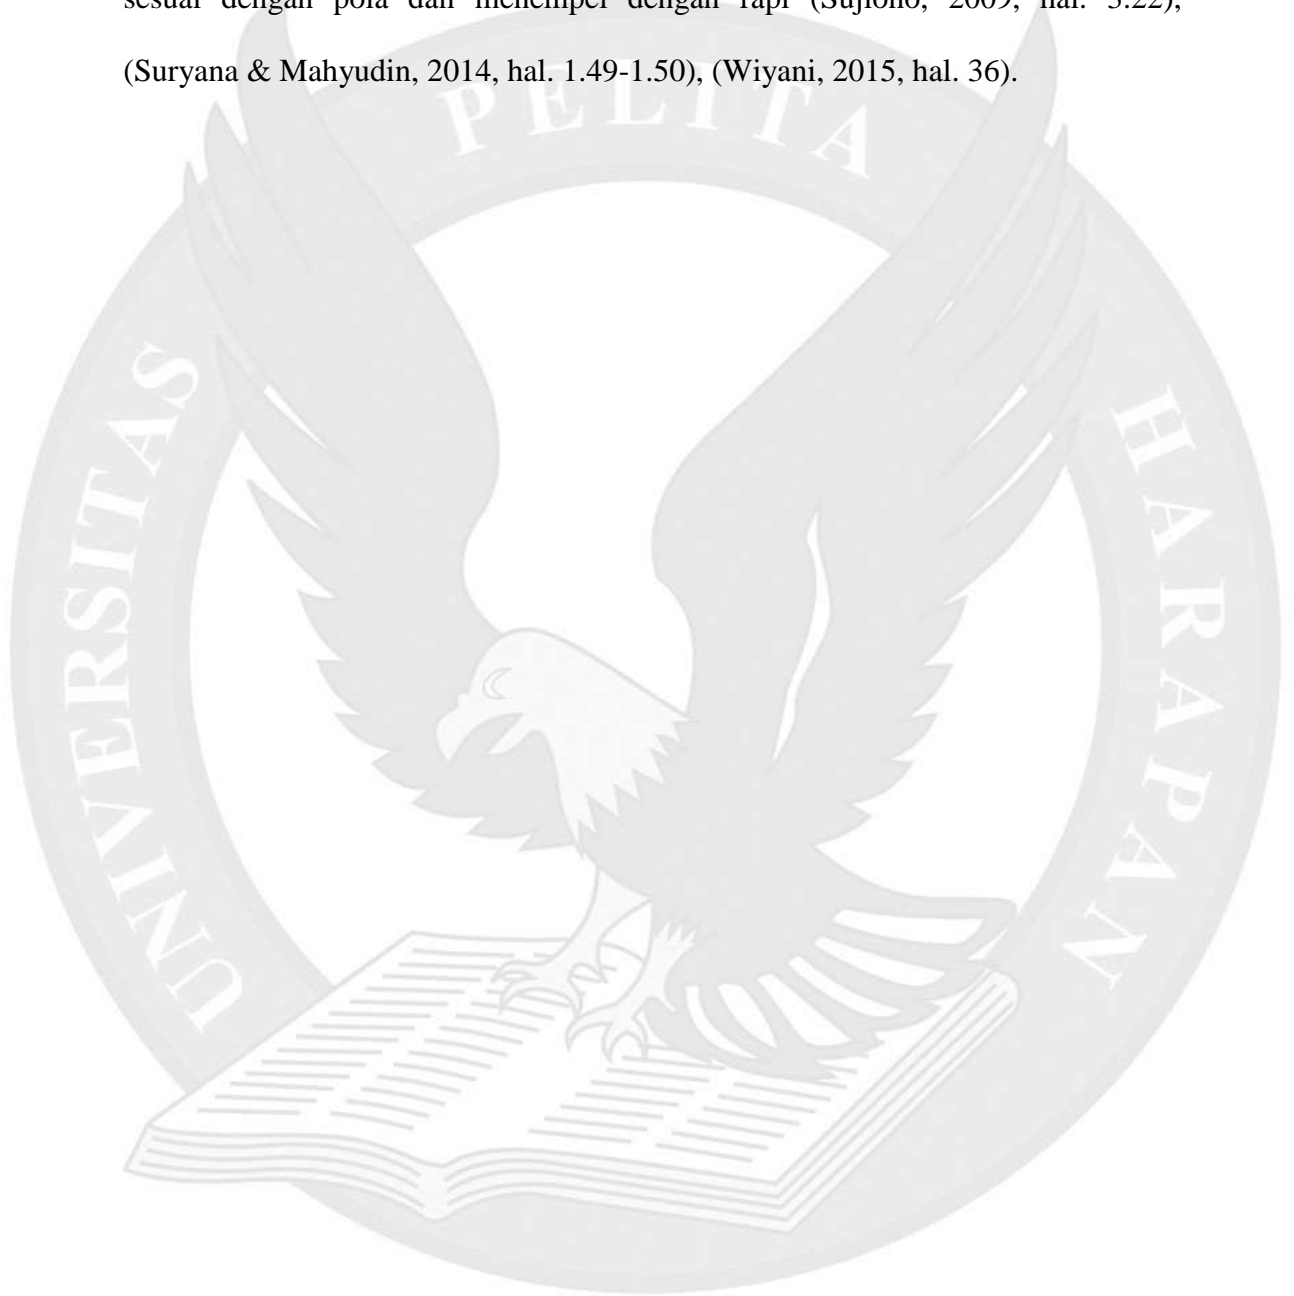 sesuai dengan pola dan menempel dengan rapi (Sujiono, 2009, hal. 3.22),
(Suryana & Mahyudin, 2014, hal. 1.49-1.50), (Wiyani, 2015, hal. 36).
UNIVERSITAS PELITA HARAPAN